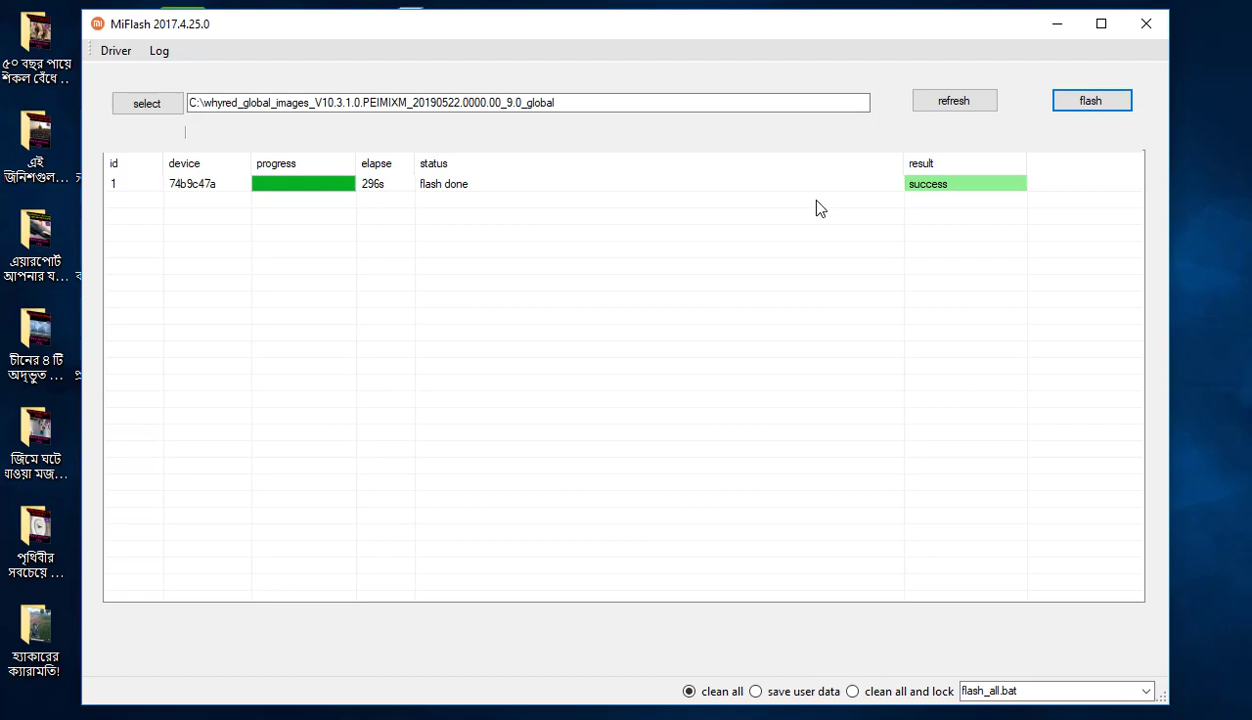 MiFlash 2017.4.25.0
Driver Log
select C:\whyred_global_images_V10.3.1.0.PEIMIXM_20190522.0000.00_9.0_global refresh flash
id device progress elapse status result
1 74b9c47a 296s flash done success
৫০ বছর পায়ে
শিকল বেঁধে ...
এই
জিনিশগুল...
এয়ারপোর্ট
আপনার য...
চীনের ৪ টি
অদ্ভুত ...
জিমে ঘটে
যাওয়া মজ...
পৃথিবীর
সবচেয়ে ...
হ্যাকারের
ক্যারামতি!
clean all save user data clean all and lock flash_all.bat